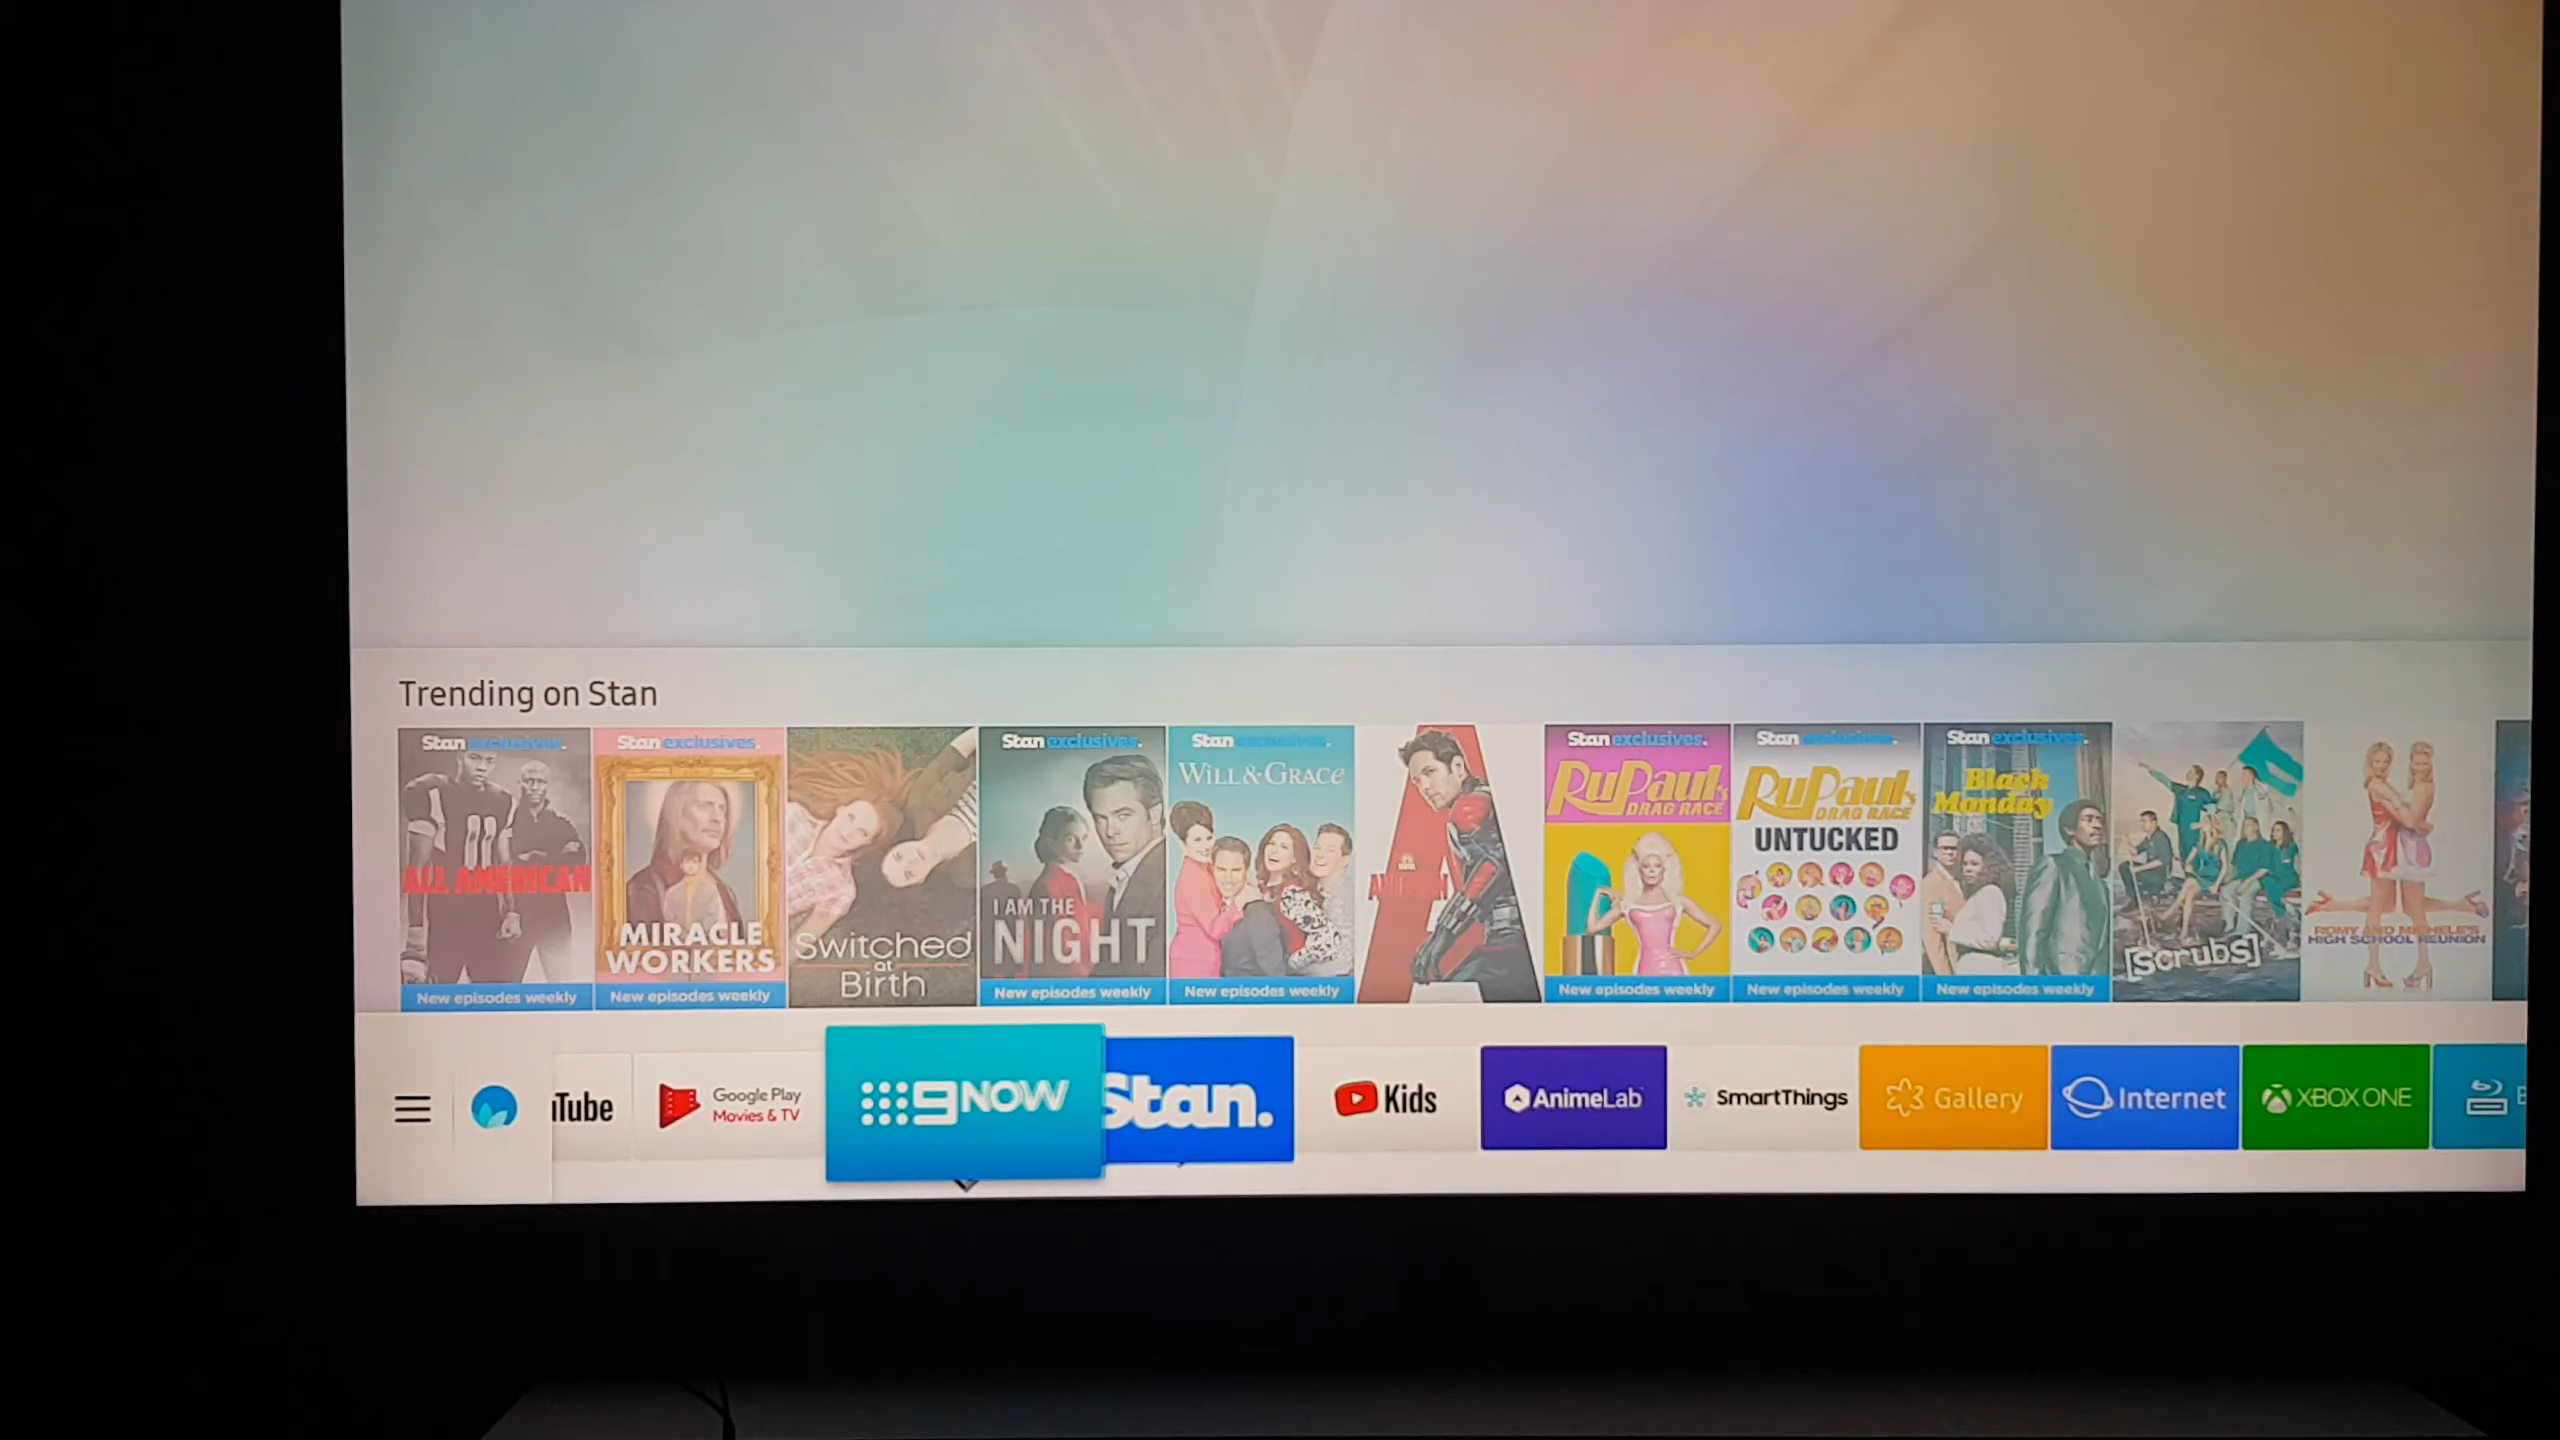 Trending on Stan
Stan exclusives.
ALL AMERICAN
New episodes weekly
Stan exclusives.
MIRACLE
WORKERS
New episodes weekly
Switched
at
Birth
Stan exclusives.
I AM THE
NIGHT
New episodes weekly
Stan exclusives.
WILL & GRACE
New episodes weekly
Stan exclusives.
RuPaul's
DRAG RACE
New episodes weekly
Stan exclusives.
RuPaul's
DRAG RACE
UNTUCKED
New episodes weekly
Stan exclusives.
Black
Monday
New episodes weekly
[scrubs]
ROMY AND MICHELE'S
HIGH SCHOOL REUNION
uTube
Google Play
Movies & TV
9NOW
Stan.
Kids
AnimeLab
SmartThings
Gallery
Internet
XBOX ONE